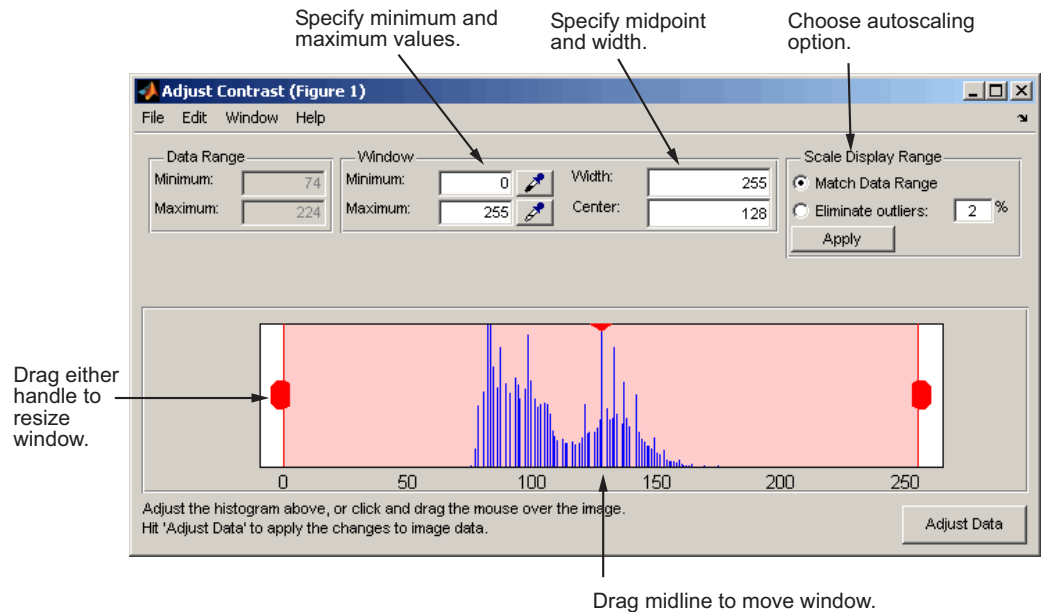 Specify minimum and
maximum values.
Specify midpoint
and width.
Choose autoscaling
option.
Adjust Contrast (Figure 1)
File Edit Window Help
Data Range
Minimum: 74
Maximum: 224
Window
Minimum: 0
Maximum: 255
Width: 255
Center: 128
Scale Display Range
Match Data Range
Eliminate outliers: 2 %
Apply
Drag either
handle to
resize
window.
0 50 100 150 200 250
Adjust the histogram above, or click and drag the mouse over the image.
Hit 'Adjust Data' to apply the changes to image data.
Adjust Data
Drag midline to move window.